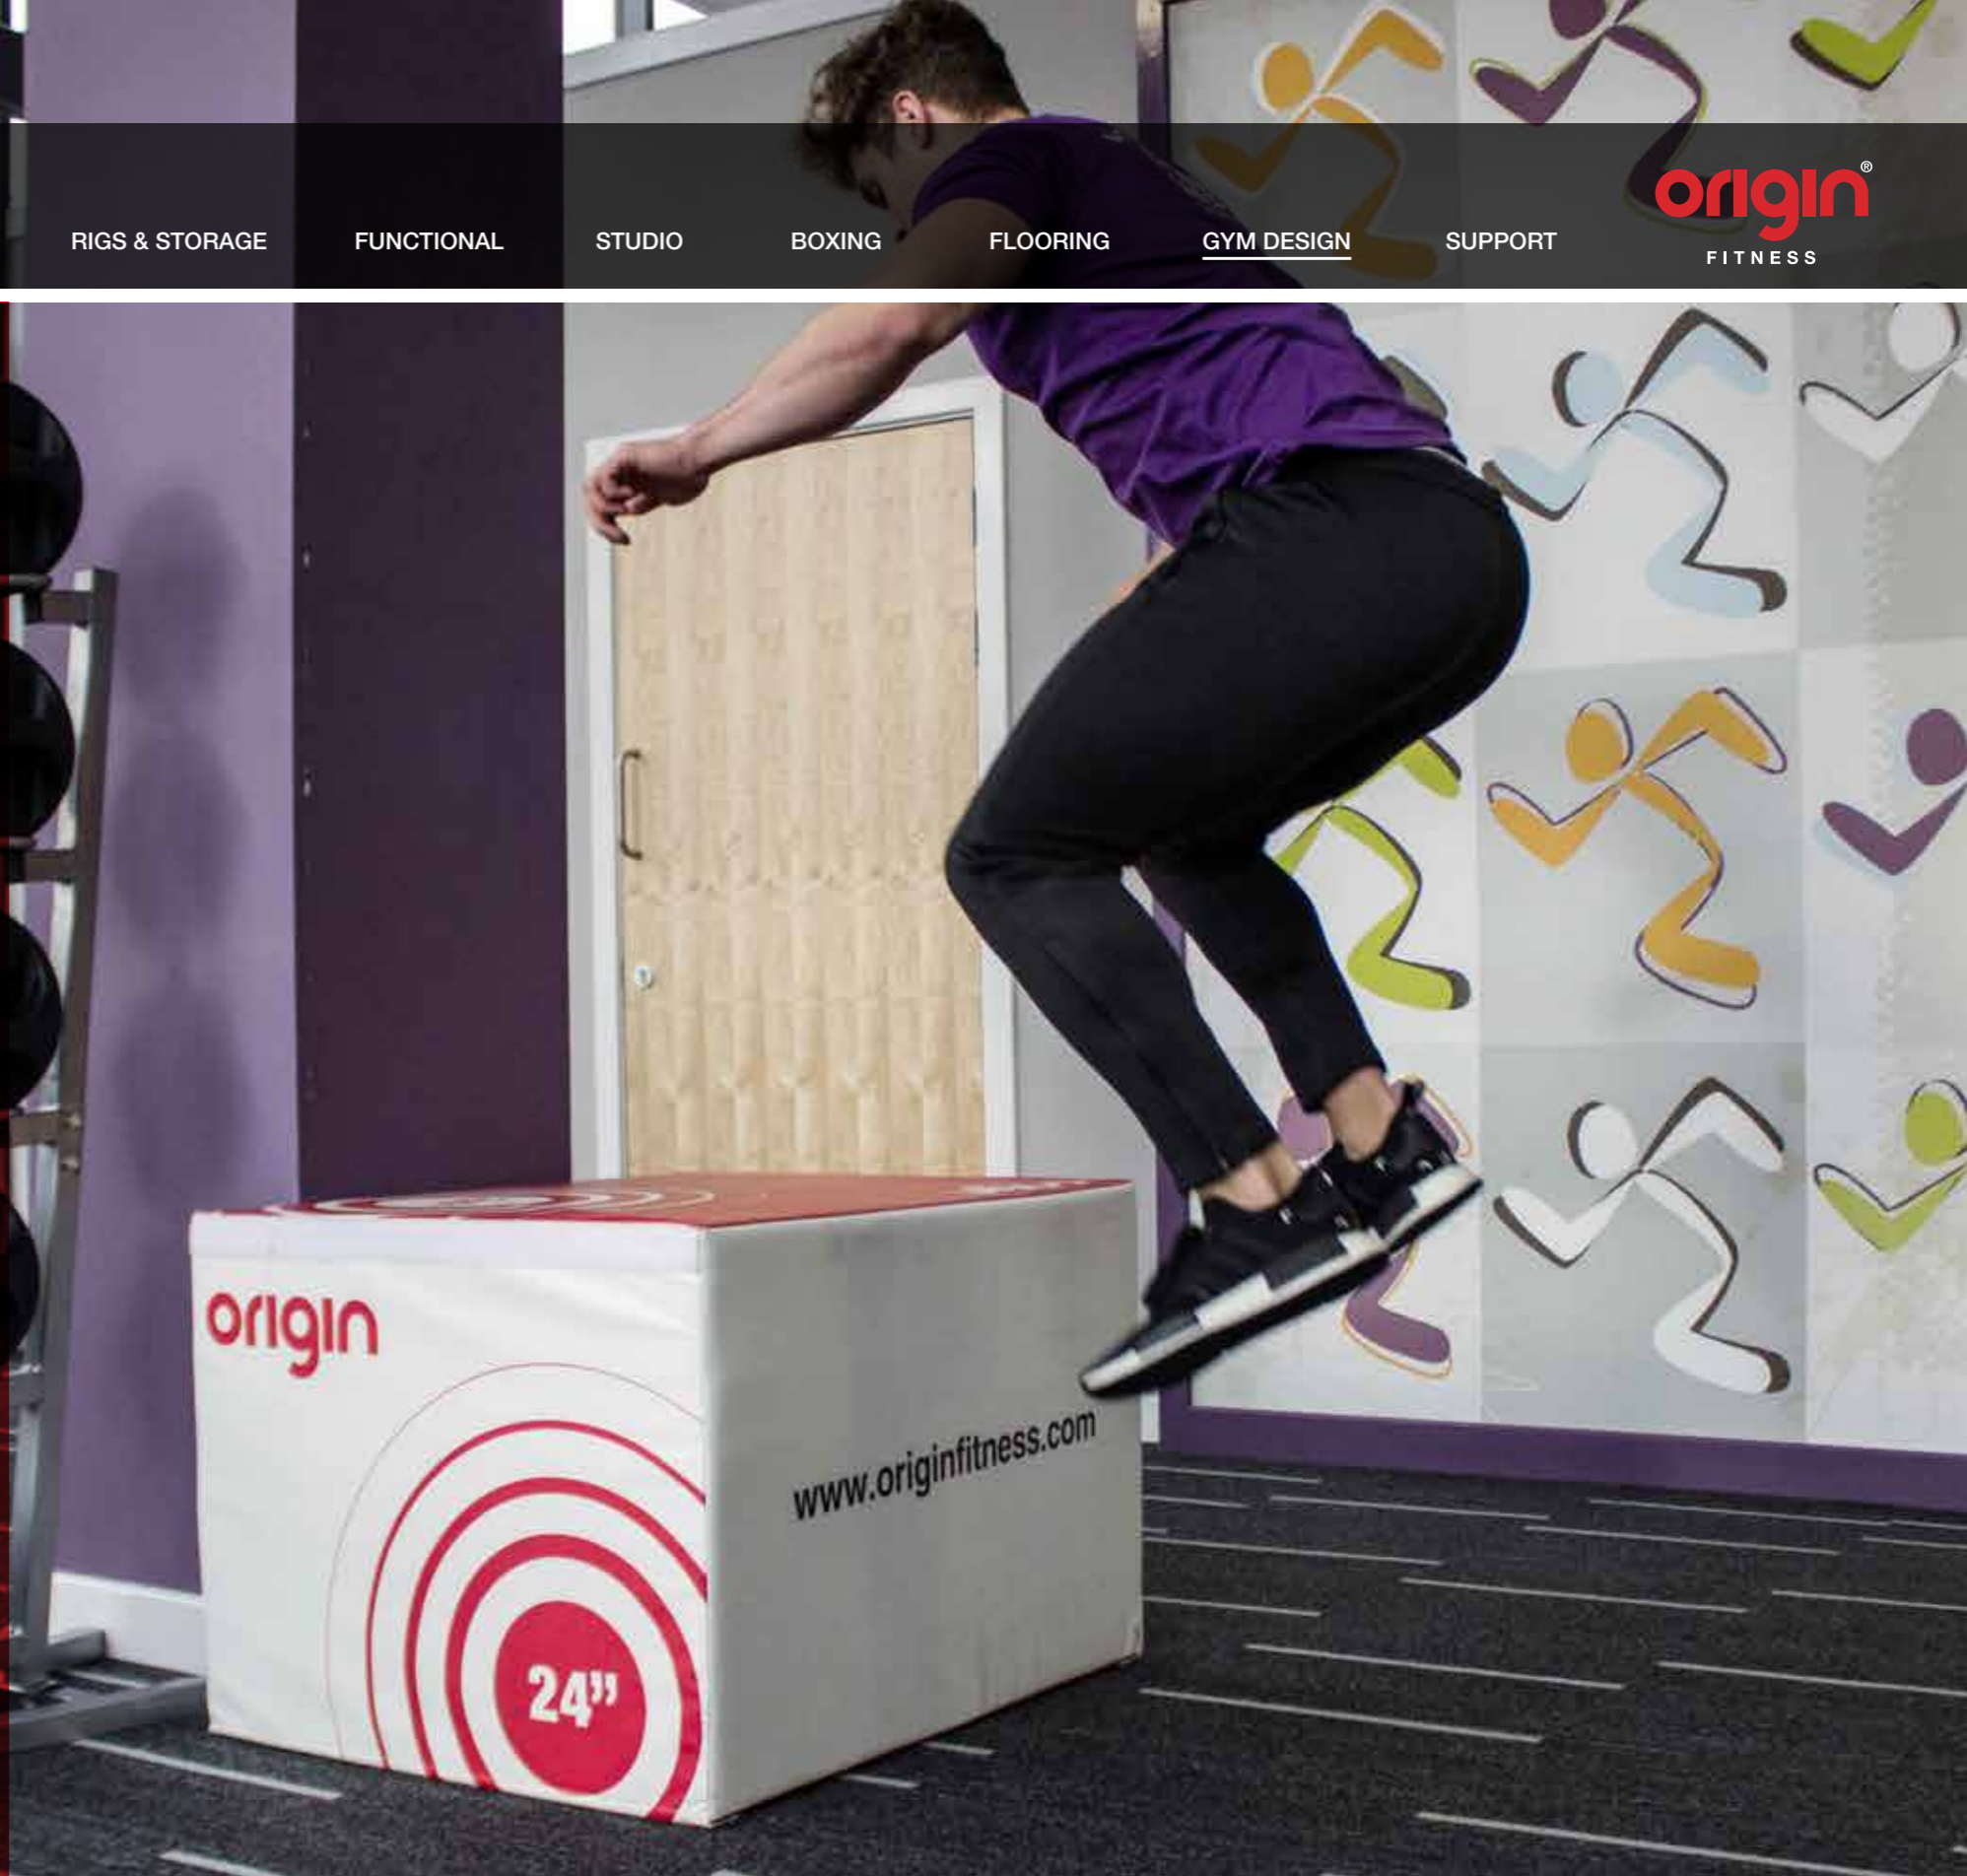 RIGS & STORAGE FUNCTIONAL STUDIO BOXING FLOORING GYM DESIGN SUPPORT
origin®
FITNESS
origin
www.originfitness.com
24”